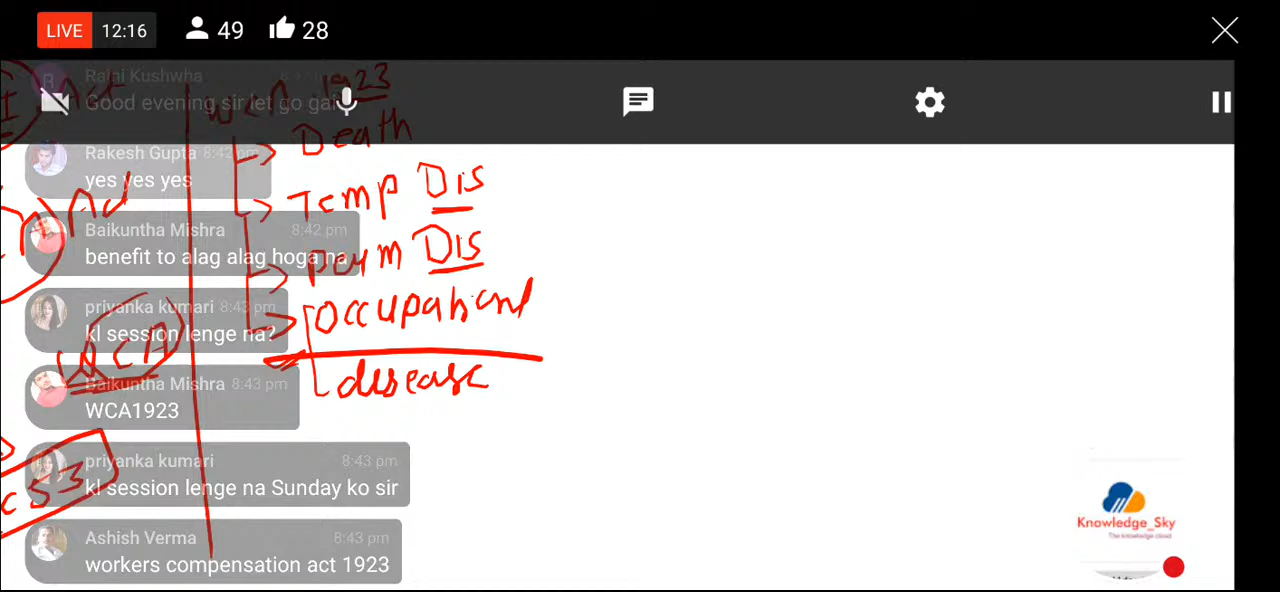 LIVE 12:16 49 28
Rajni Kushwha
Good evening sir let go gai
1923
Death
Rakesh Gupta 8:42 pm
yes yes yes
Temp Dis
Baikuntha Mishra 8:42 pm
benefit to alag alag hoga na
perm Dis
priyanka kumari 8:43 pm
kl session lenge na?
occupational
WCA
disease
Baikuntha Mishra 8:43 pm
WCA1923
priyanka kumari 8:43 pm
kl session lenge na Sunday ko sir
Ashish Verma 8:43 pm
workers compensation act 1923
Knowledge_Sky
The knowledge cloud